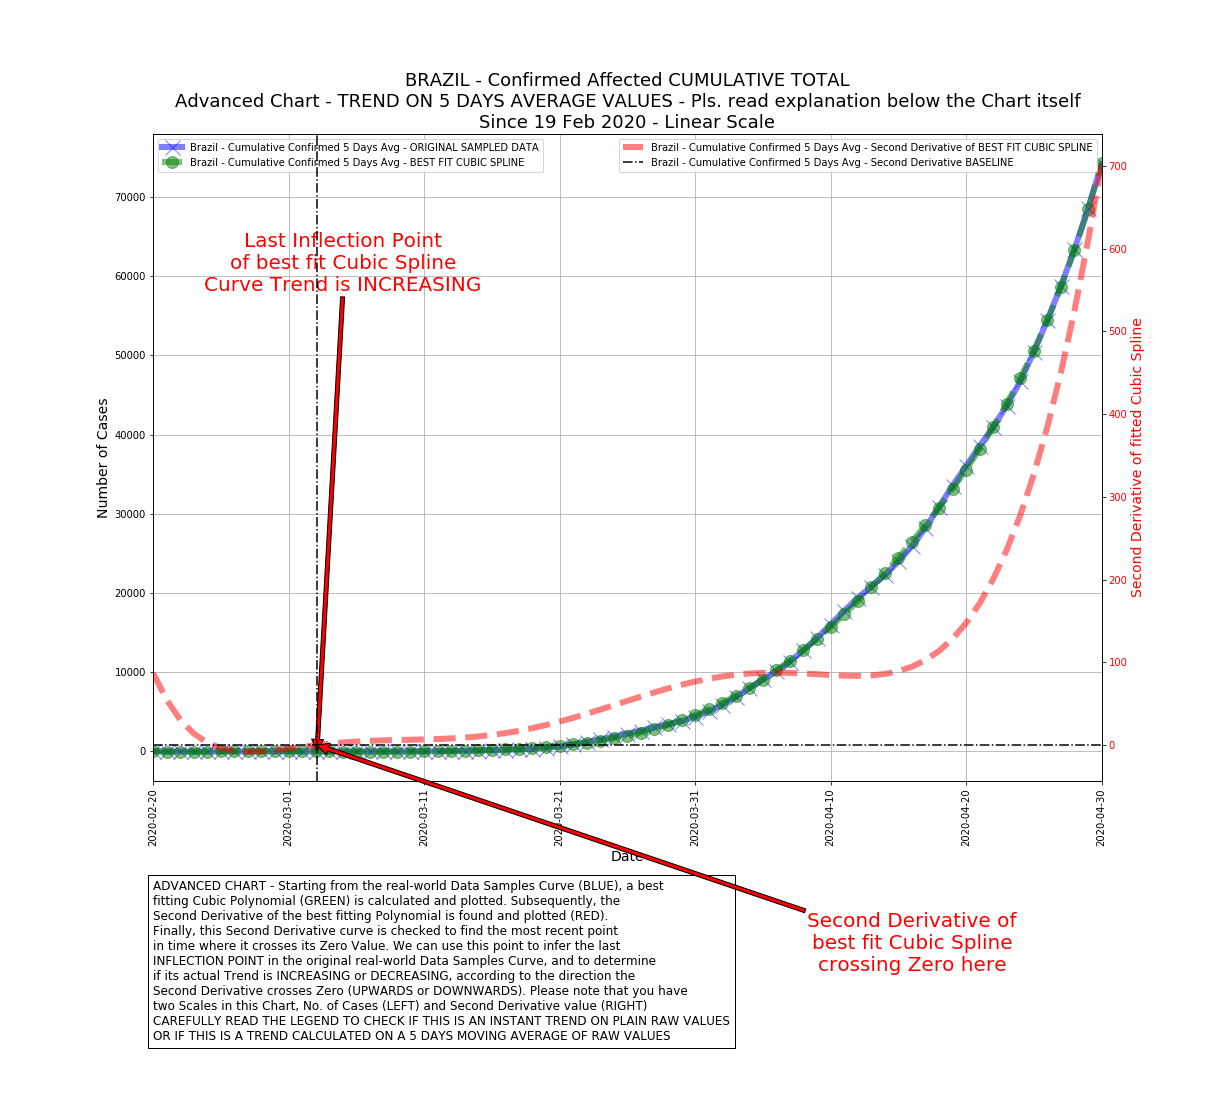 BRAZIL - Confirmed Affected CUMULATIVE TOTAL
Advanced Chart - TREND ON 5 DAYS AVERAGE VALUES - Pls. read explanation below the Chart itself
Since 19 Feb 2020 - Linear Scale
Brazil - Cumulative Confirmed 5 Days Avg - ORIGINAL SAMPLED DATA
Brazil - Cumulative Confirmed 5 Days Avg - BEST FIT CUBIC SPLINE
Brazil - Cumulative Confirmed 5 Days Avg - Second Derivative of BEST FIT CUBIC SPLINE
Brazil - Cumulative Confirmed 5 Days Avg - Second Derivative BASELINE
Last Inflection Point
of best fit Cubic Spline
Curve Trend is INCREASING
Number of Cases
70000
60000
50000
40000
30000
20000
10000
0
700
600
500
400
300
200
100
0
Second Derivative of fitted Cubic Spline
2020-02-20
2020-03-01
2020-03-11
2020-03-21
2020-03-31
2020-04-10
2020-04-20
2020-04-30
Date
ADVANCED CHART - Starting from the real-world Data Samples Curve (BLUE), a best
fitting Cubic Polynomial (GREEN) is calculated and plotted. Subsequently, the
Second Derivative of the best fitting Polynomial is found and plotted (RED).
Finally, this Second Derivative curve is checked to find the most recent point
in time where it crosses its Zero Value. We can use this point to infer the last
INFLECTION POINT in the original real-world Data Samples Curve, and to determine
if its actual Trend is INCREASING or DECREASING, according to the direction the
Second Derivative crosses Zero (UPWARDS or DOWNWARDS). Please note that you have
two Scales in this Chart, No. of Cases (LEFT) and Second Derivative value (RIGHT)
CAREFULLY READ THE LEGEND TO CHECK IF THIS IS AN INSTANT TREND ON PLAIN RAW VALUES
OR IF THIS IS A TREND CALCULATED ON A 5 DAYS MOVING AVERAGE OF RAW VALUES
Second Derivative of
best fit Cubic Spline
crossing Zero here